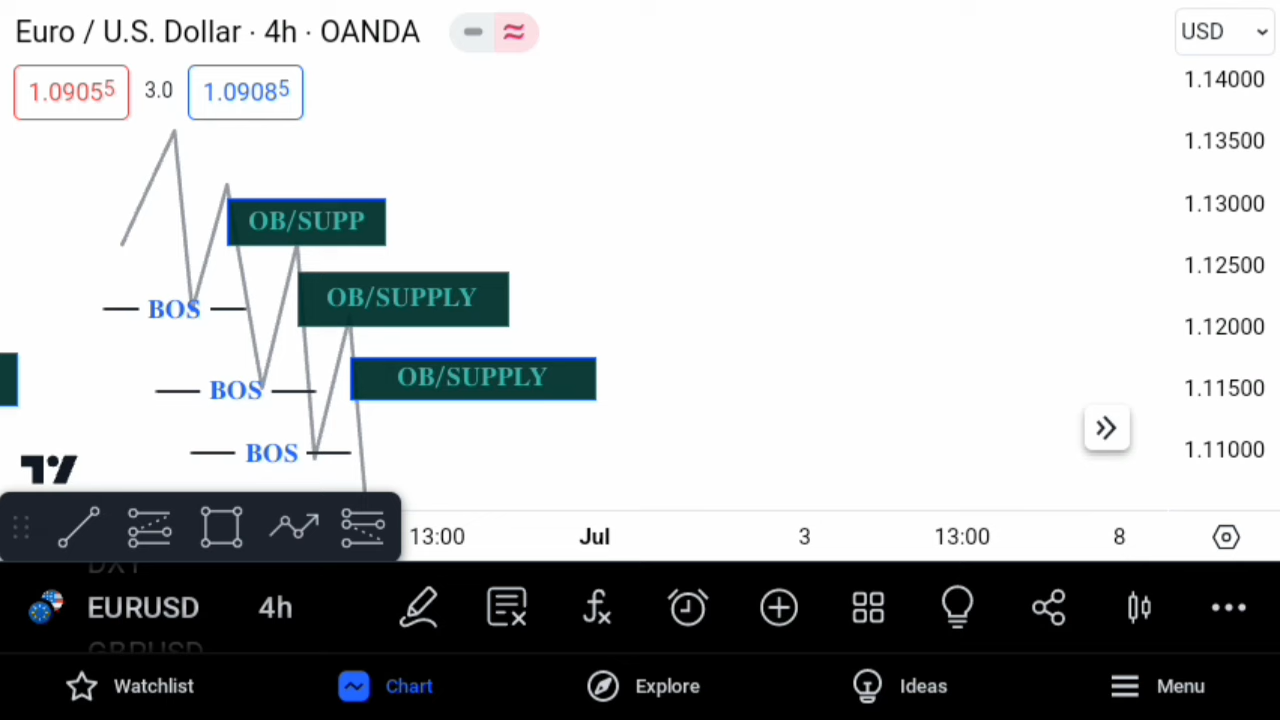 Euro / U.S. Dollar · 4h · OANDA
USD
1.09055 3.0 1.09085
1.14000
1.13500
1.13000
1.12500
1.12000
1.11500
1.11000
OB/SUPP
OB/SUPPLY
BOS
OB/SUPPLY
BOS
BOS
13:00 Jul 3 13:00 8
DXY
EURUSD 4h
GBPUSD
Watchlist Chart Explore Ideas Menu